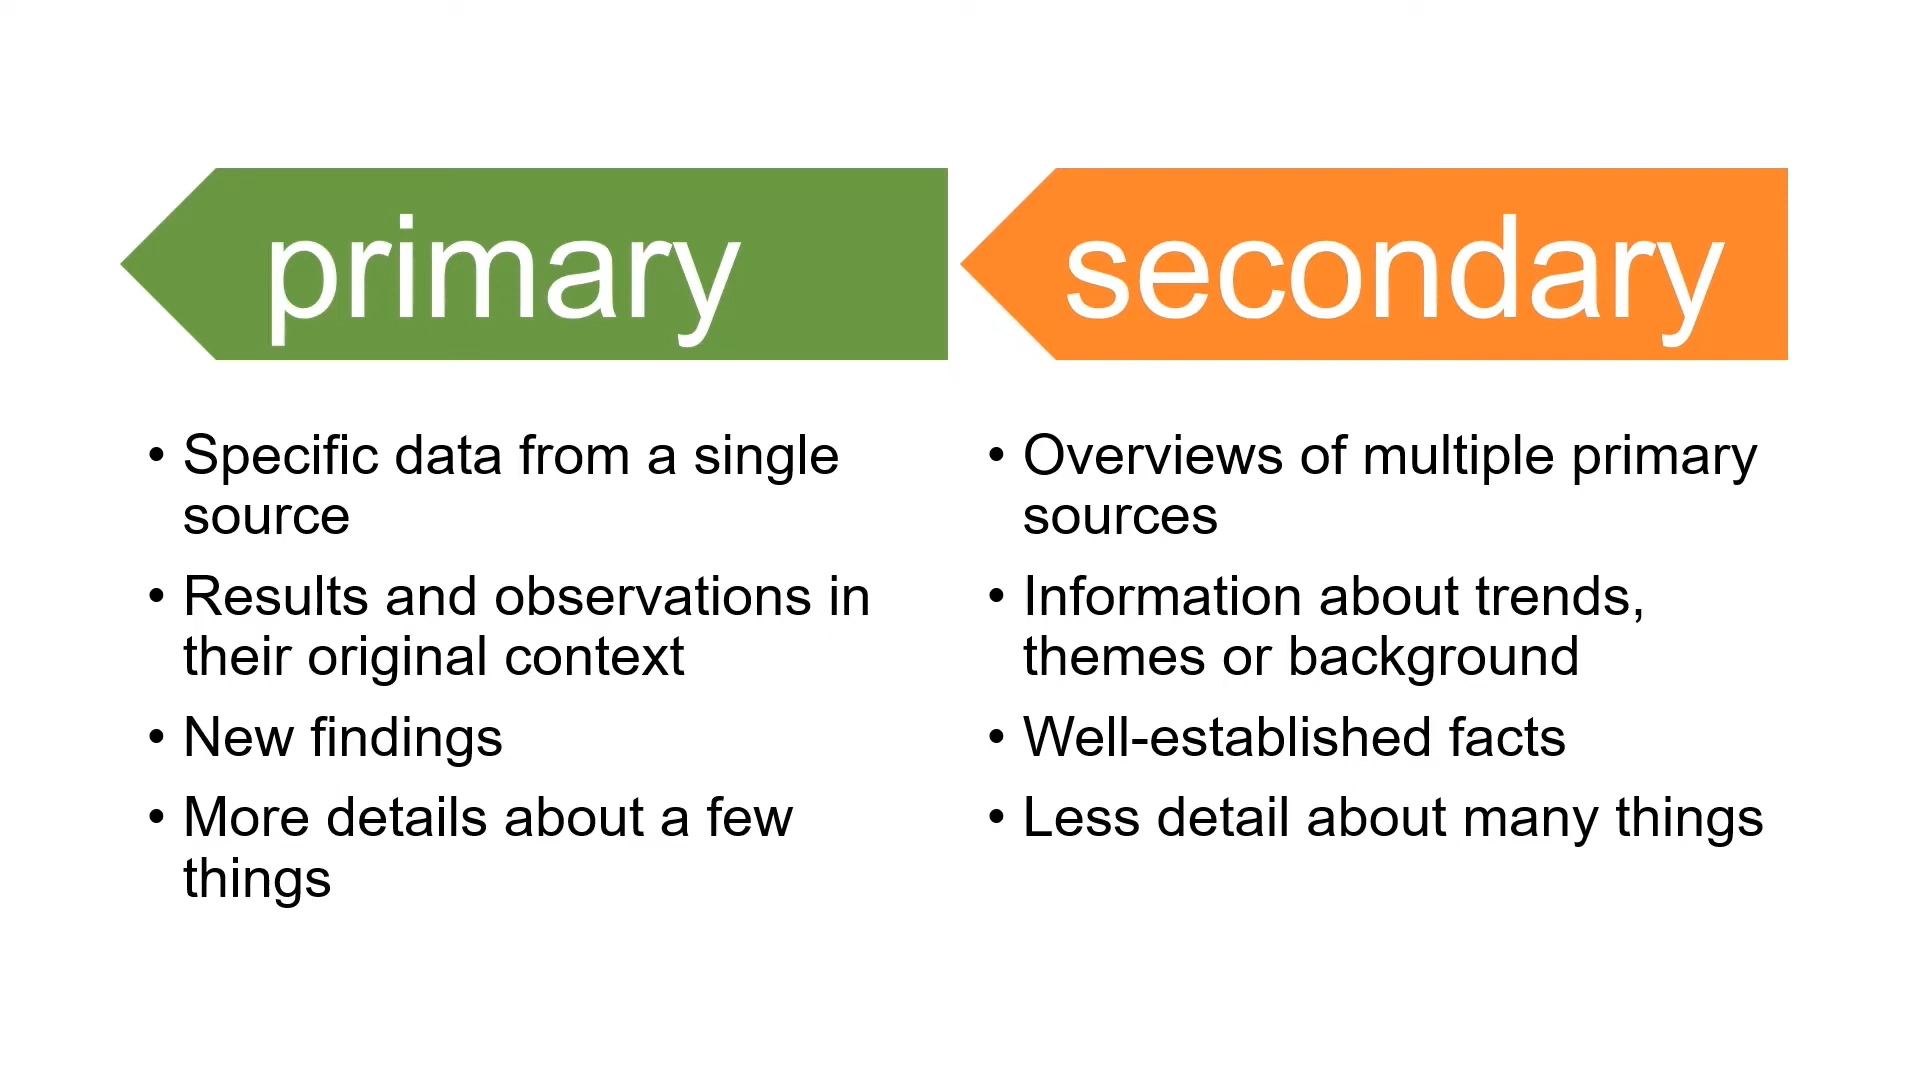 primary
• Specific data from a single
source
• Results and observations in
their original context
• New findings
• More details about a few
things
secondary
• Overviews of multiple primary
sources
• Information about trends,
themes or background
• Well-established facts
• Less detail about many things